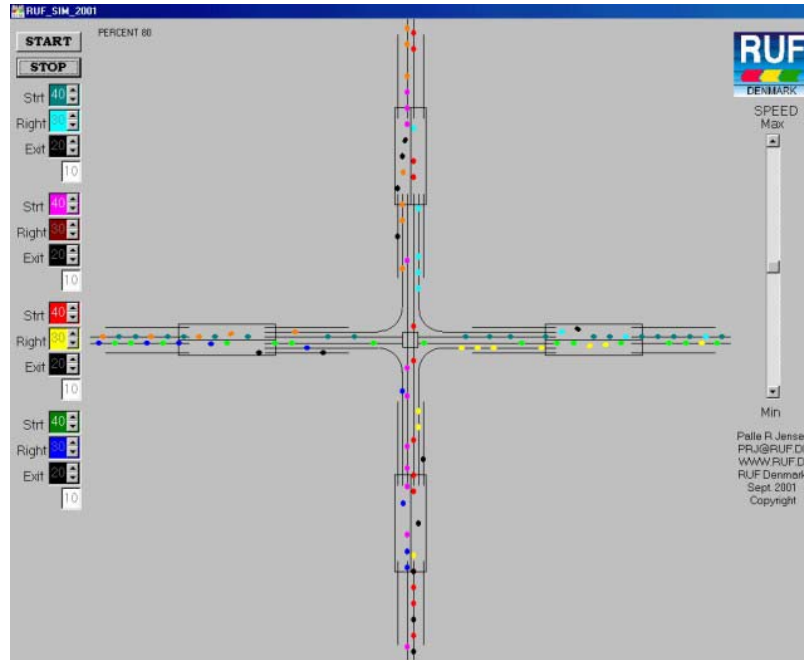 RUF_SIM_2001
START
STOP
PERCENT 80
Strt 40
Right 30
Exit 20
10
Strt 40
Right 30
Exit 20
10
Strt 40
Right 30
Exit 20
10
Strt 40
Right 30
Exit 20
10
RUF
DENMARK
SPEED
Max
Min
Palle R Jense
PRJ@RUF.D
WWW.RUF.D
RUF Denmark
Sept. 2001
Copyright